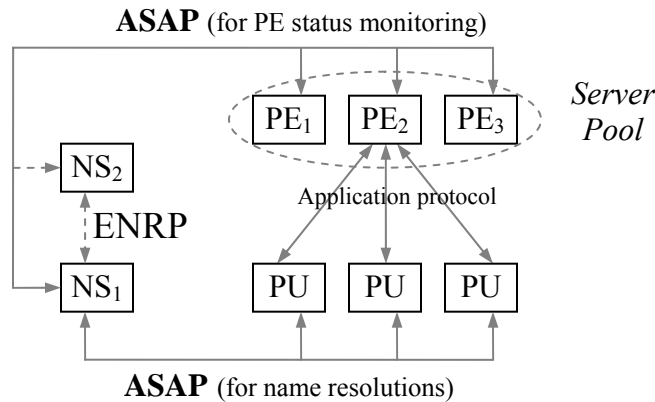 ASAP (for PE status monitoring)
PE₁ PE₂ PE₃
Server
Pool
NS₂
Application protocol
ENRP
NS₁ PU PU PU
ASAP (for name resolutions)